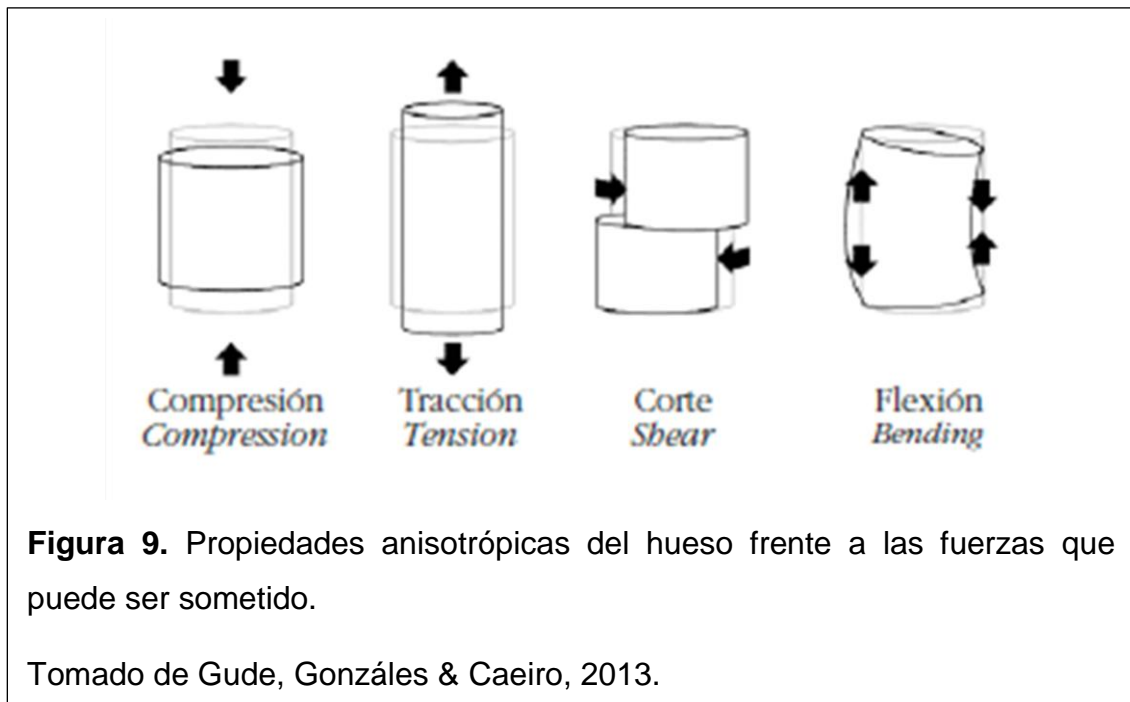 Compresión
Compression
Tracción
Tension
Corte
Shear
Flexión
Bending
Figura 9. Propiedades anisotrópicas del hueso frente a las fuerzas que
puede ser sometido.
Tomado de Gude, Gonzáles & Caeiro, 2013.